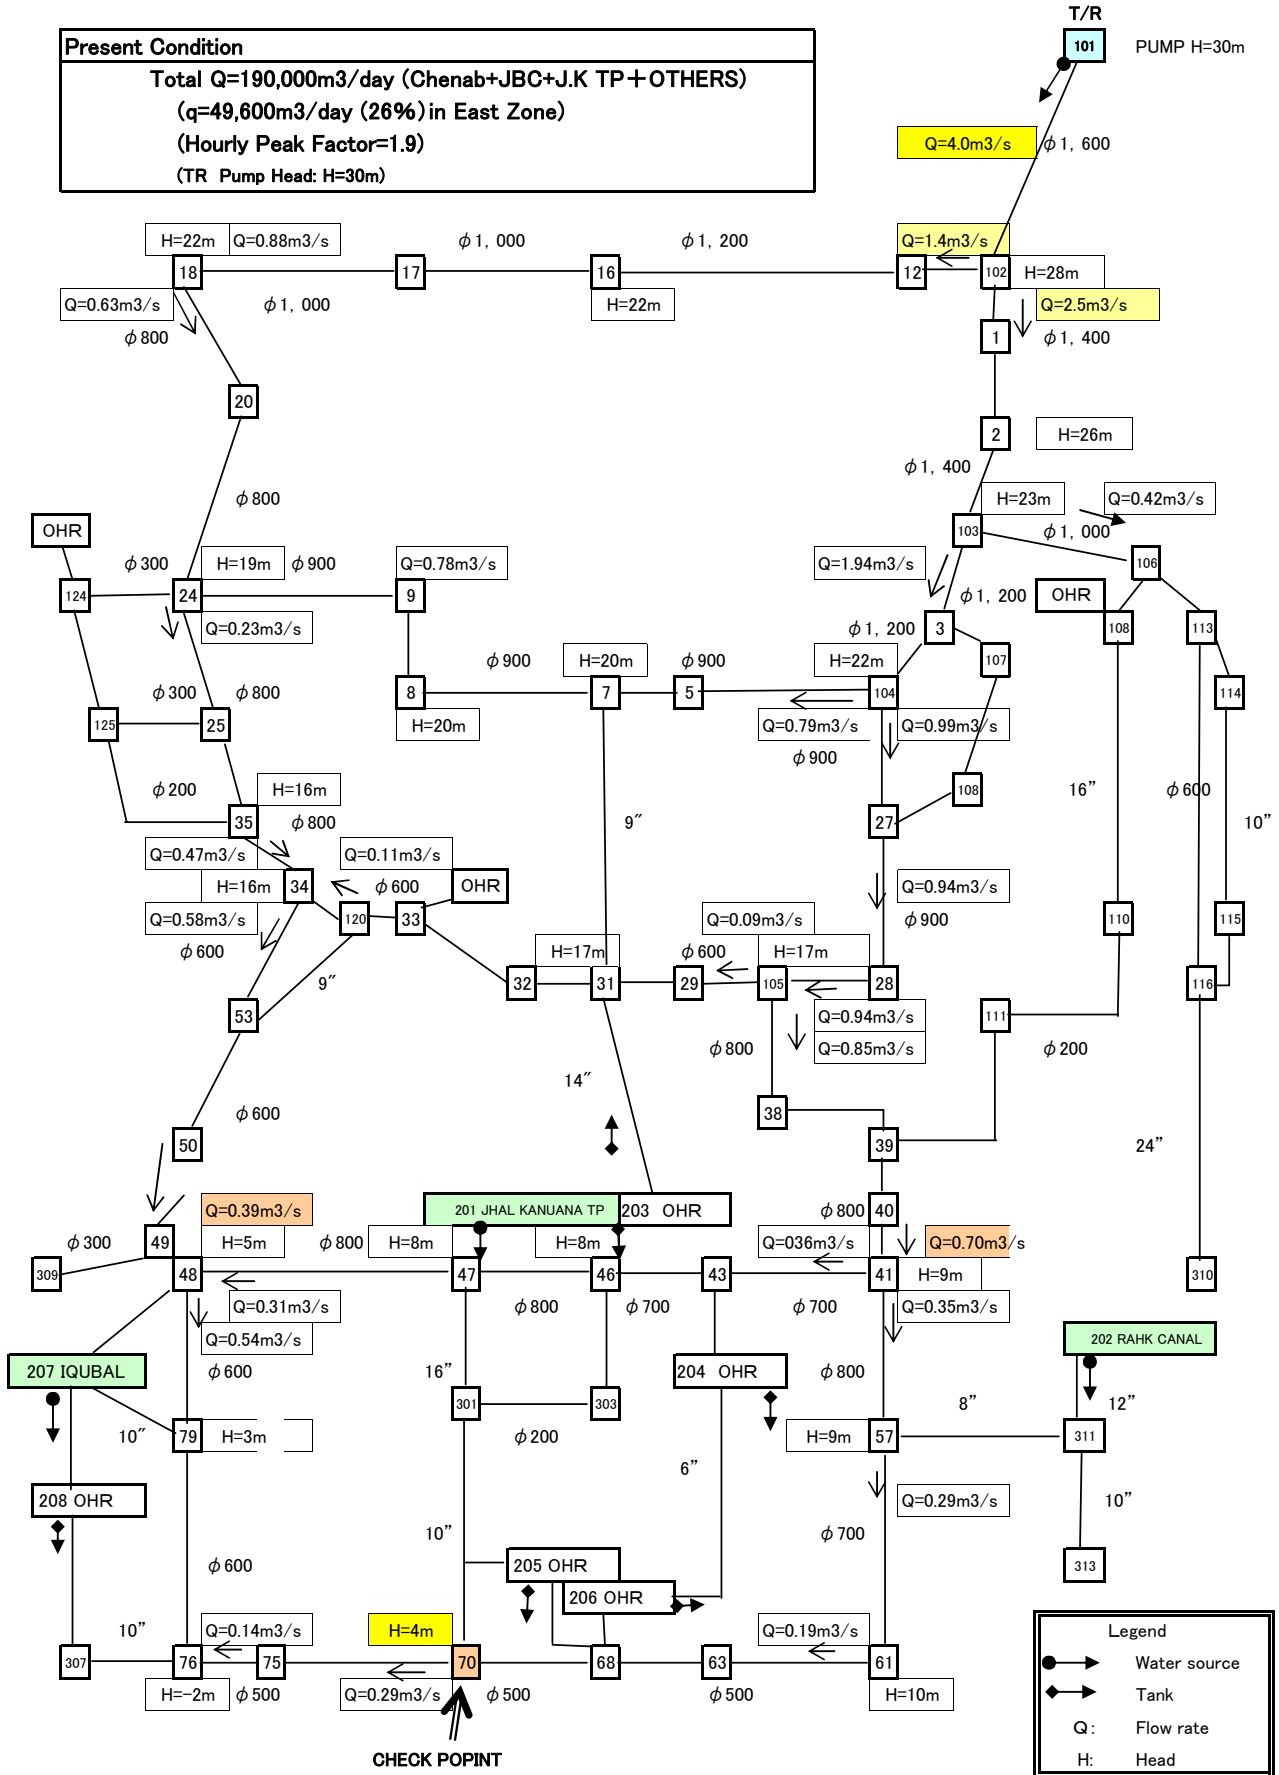 T/R
101
PUMP H=30m
Present Condition
Total Q=190,000m3/day (Chenab+JBC+J.K TP＋OTHERS)
(q=49,600m3/day (26%) in East Zone)
(Hourly Peak Factor=1.9)
(TR Pump Head: H=30m)
Q=4.0m3/s
φ1, 600
H=22m
Q=0.88m3/s
φ1, 000
φ1, 200
Q=1.4m3/s
18
17
16
12
102
H=28m
Q=0.63m3/s
φ1, 000
H=22m
Q=2.5m3/s
φ800
1
φ1, 400
20
2
H=26m
φ1, 400
φ800
H=23m
Q=0.42m3/s
OHR
103
φ1, 000
φ300
H=19m
φ900
Q=0.78m3/s
Q=1.94m3/s
106
124
24
9
φ1, 200
OHR
Q=0.23m3/s
φ1, 200
3
108
113
φ900
H=20m
φ900
H=22m
107
φ300
φ800
8
7
5
104
114
125
25
H=20m
Q=0.79m3/s
Q=0.99m3/s
φ900
φ200
H=16m
108
16”
φ600
35
φ800
9″
27
10”
Q=0.47m3/s
Q=0.11m3/s
H=16m
34
φ600
OHR
Q=0.94m3/s
Q=0.58m3/s
120
33
Q=0.09m3/s
φ900
110
115
φ600
H=17m
φ600
H=17m
9″
32
31
29
105
28
116
53
Q=0.94m3/s
111
φ800
Q=0.85m3/s
φ200
14″
φ600
38
50
39
24”
Q=0.39m3/s
201 JHAL KANUANA TP
203 OHR
φ800
40
φ300
49
H=5m
φ800
H=8m
H=8m
Q=036m3/s
Q=0.70m3/s
309
48
47
46
43
41
H=9m
310
Q=0.31m3/s
φ800
φ700
φ700
Q=0.35m3/s
Q=0.54m3/s
202 RAHK CANAL
207 IQUBAL
φ600
16”
204 OHR
φ800
301
303
8”
12”
10″
79
H=3m
φ200
H=9m
57
311
6”
208 OHR
Q=0.29m3/s
10”
10”
φ700
φ600
205 OHR
313
206 OHR
10”
Q=0.14m3/s
H=4m
Q=0.19m3/s
Legend
307
76
75
70
68
63
61
Water source
H=-2m
φ500
Q=0.29m3/s
φ500
φ500
H=10m
Tank
Q:
Flow rate
CHECK POPINT
H:
Head